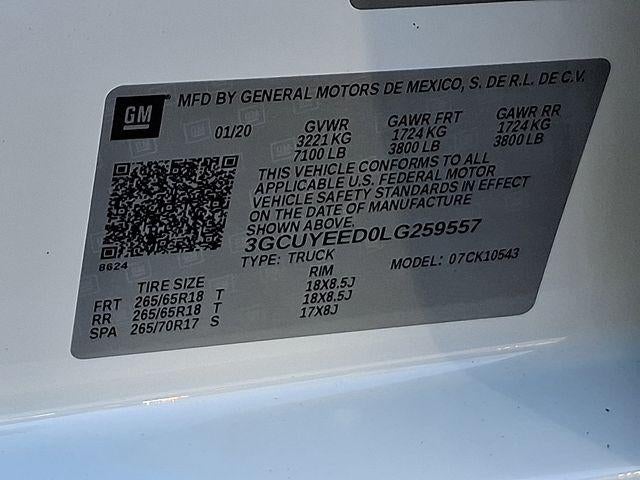 GM MFD BY GENERAL MOTORS DE MEXICO, S. DE R.L. DE C.V.
01/20 GVWR GAWR FRT GAWR RR
3221 KG 1724 KG 1724 KG
7100 LB 3800 LB 3800 LB
THIS VEHICLE CONFORMS TO ALL
APPLICABLE U.S. FEDERAL MOTOR
VEHICLE SAFETY STANDARDS IN EFFECT
ON THE DATE OF MANUFACTURE
SHOWN ABOVE.
3GCUYEED0LG259557
8624 TYPE: TRUCK MODEL: 07CK10543
TIRE SIZE RIM
FRT 265/65R18 T 18X8.5J
RR 265/65R18 T 18X8.5J
SPA 265/70R17 S 17X8J